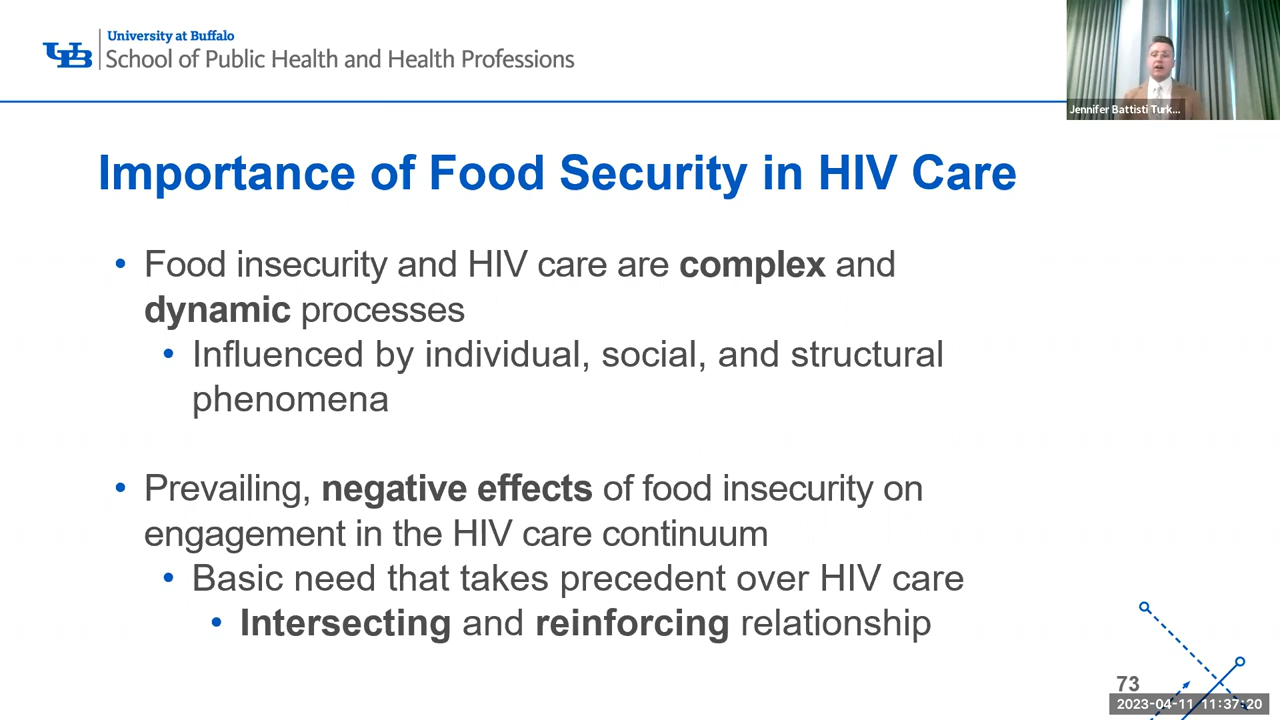 University at Buffalo
School of Public Health and Health Professions
Jennifer Battisti Turk...
Importance of Food Security in HIV Care
• Food insecurity and HIV care are complex and
dynamic processes
• Influenced by individual, social, and structural
phenomena
• Prevailing, negative effects of food insecurity on
engagement in the HIV care continuum
• Basic need that takes precedent over HIV care
• Intersecting and reinforcing relationship
73
2023-04-11 11:37:20